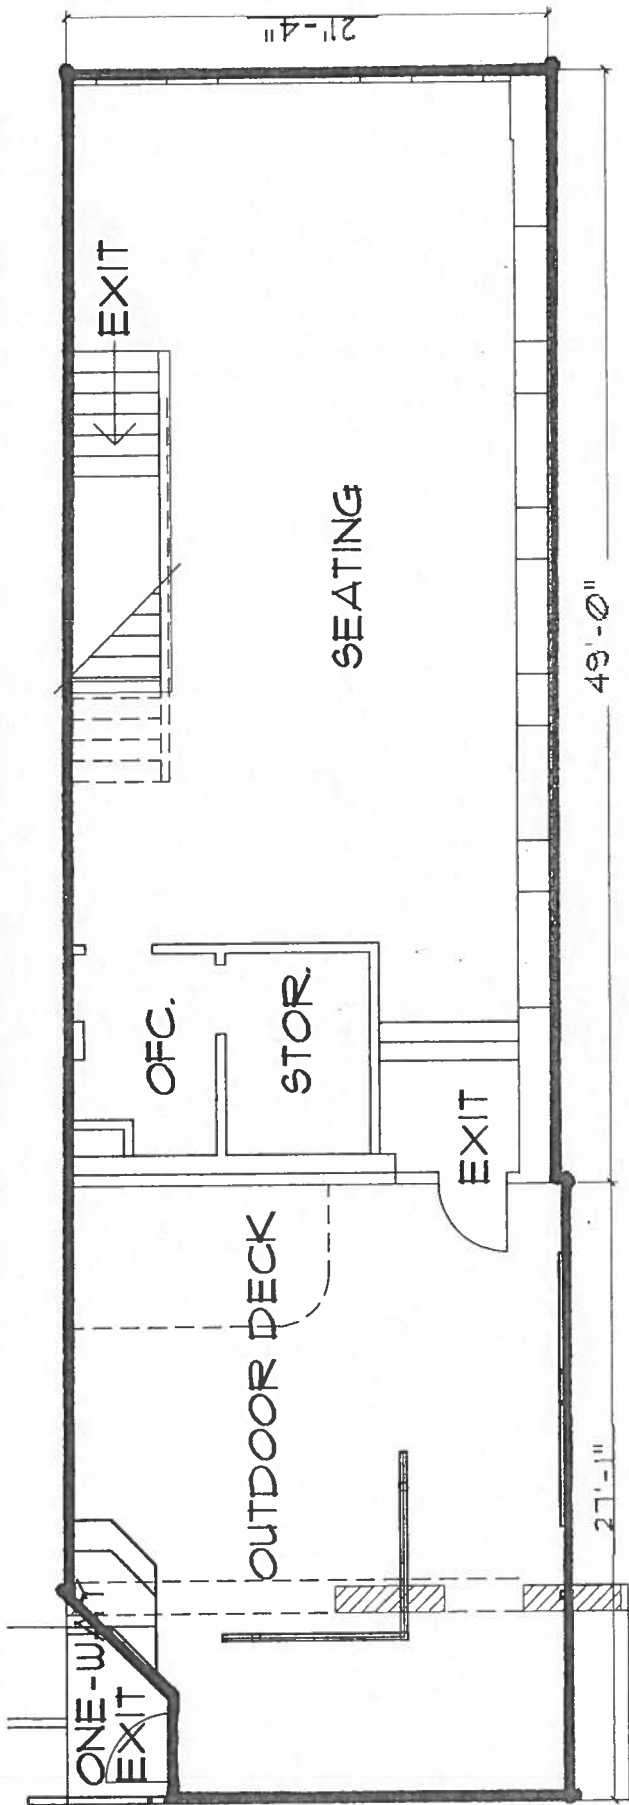 21'-4"
EXIT
SEATING
49'-0"
OFC.
STOR.
EXIT
OUTDOOR DECK
27'-1"
ONE-WAY
EXIT